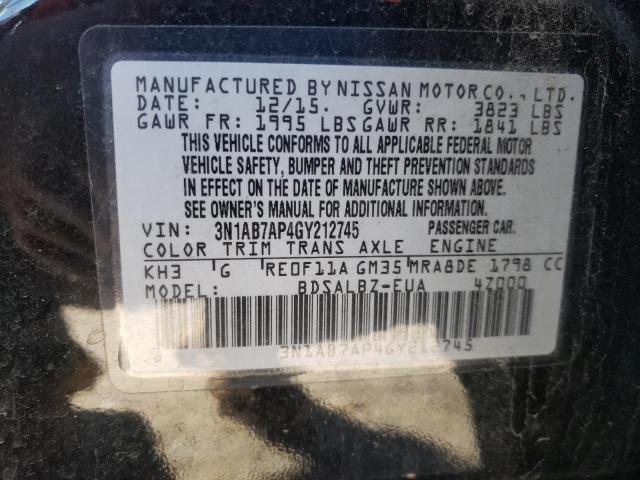 MANUFACTURED BY NISSAN MOTOR CO., LTD.
DATE: 12/15. GVWR: 3823 LBS
GAWR FR: 1995 LBS GAWR RR: 1841 LBS
THIS VEHICLE CONFORMS TO ALL APPLICABLE FEDERAL MOTOR
VEHICLE SAFETY, BUMPER AND THEFT PREVENTION STANDARDS
IN EFFECT ON THE DATE OF MANUFACTURE SHOWN ABOVE.
SEE OWNER'S MANUAL FOR ADDITIONAL INFORMATION.
VIN: 3N1AB7AP4GY212745 PASSENGER CAR.
COLOR TRIM TRANS AXLE ENGINE
KH3 G RE0F11A GM35 MRA8DE 1798 CC
MODEL: BDSALBZ-EUA 4Z000
3N1AB7AP4GY212745